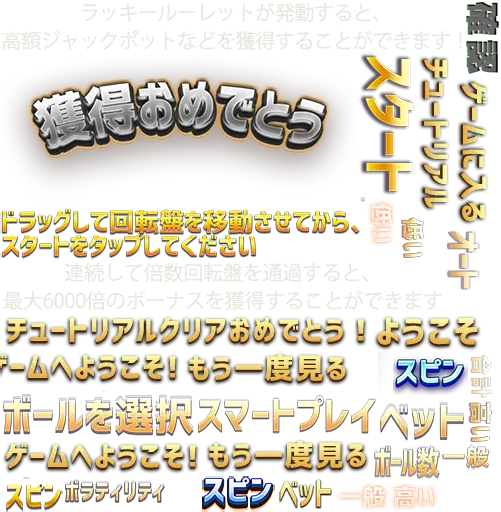 ラッキールーレットが発動すると、
高額ジャックポットなどを獲得することができます！
確認
獲得おめでとう
スタート
チュートリアル
ゲームに入る
低い
低い
オート
ドラッグして回転盤を移動させてから、
スタートをタップしてください
連続して倍数回転盤を通過すると、
最大6000倍のボーナスを獲得することができます
チュートリアルクリアおめでとう！ようこそ
ゲームへようこそ！もう一度見る
スピン
合計
高い
ボールを選択
スマートプレイ
ベット
ゲームへようこそ！もう一度見る
ボール数
一般
スピン
ボラティリティ
スピン
ベット
一般
高い